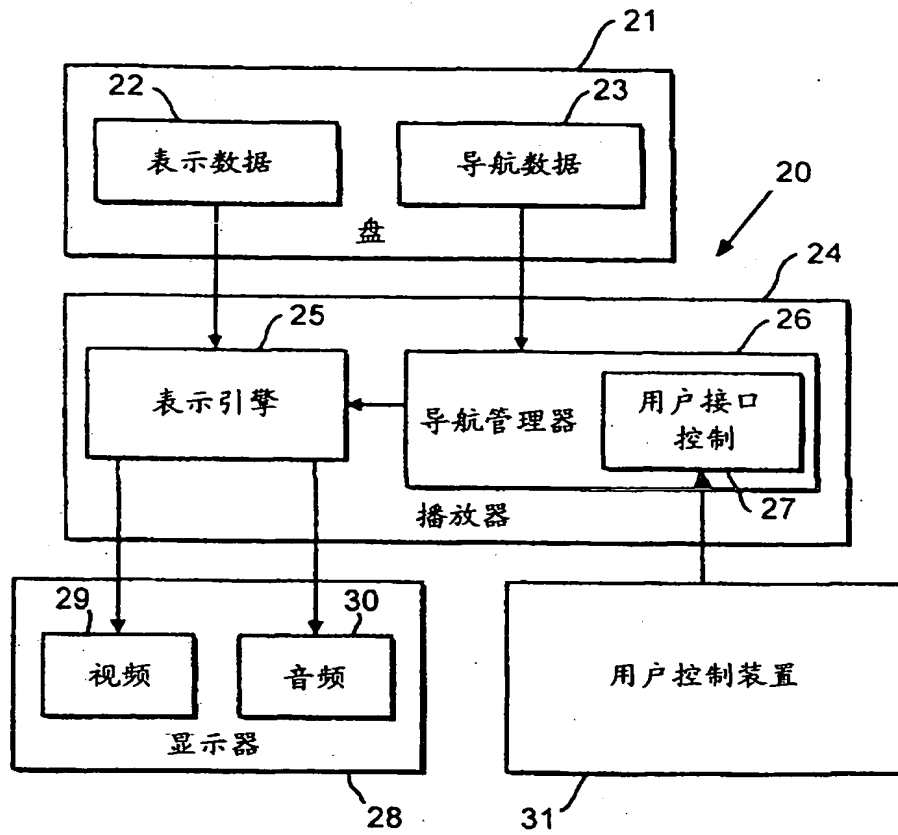 21
22
23
表示数据
导航数据
盘
20
24
25
26
表示引擎
导航管理器
用户接口
控制
27
播放器
29
30
视频
音频
用户控制装置
显示器
28
31